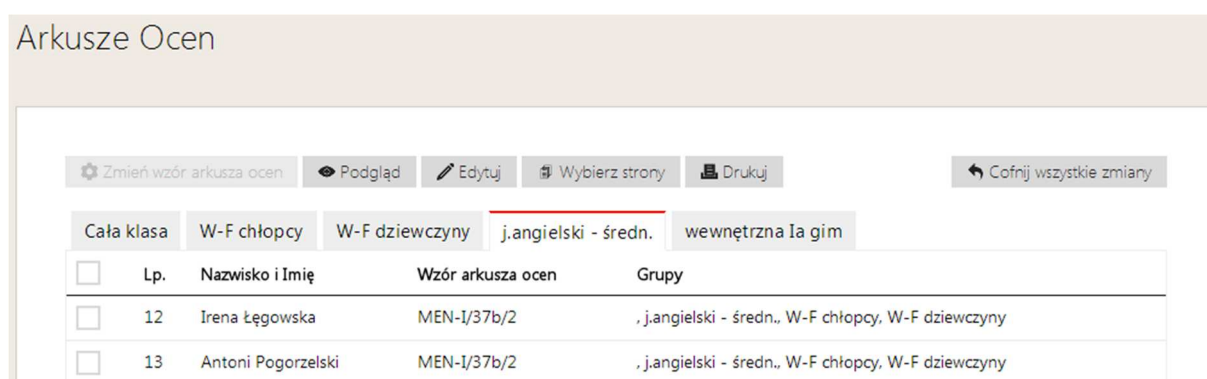 Arkusze Ocen
Zmień wzór arkusza ocen Podgląd Edytuj Wybierz strony Drukuj Cofnij wszystkie zmiany
Cała klasa W-F chłopcy W-F dziewczyny j.angielski - średn. wewnętrzna Ia gim
Lp. Nazwisko i Imię Wzór arkusza ocen Grupy
12 Irena Łęgowska MEN-I/37b/2 , j.angielski - średn., W-F chłopcy, W-F dziewczyny
13 Antoni Pogorzelski MEN-I/37b/2 , j.angielski - średn., W-F chłopcy, W-F dziewczyny